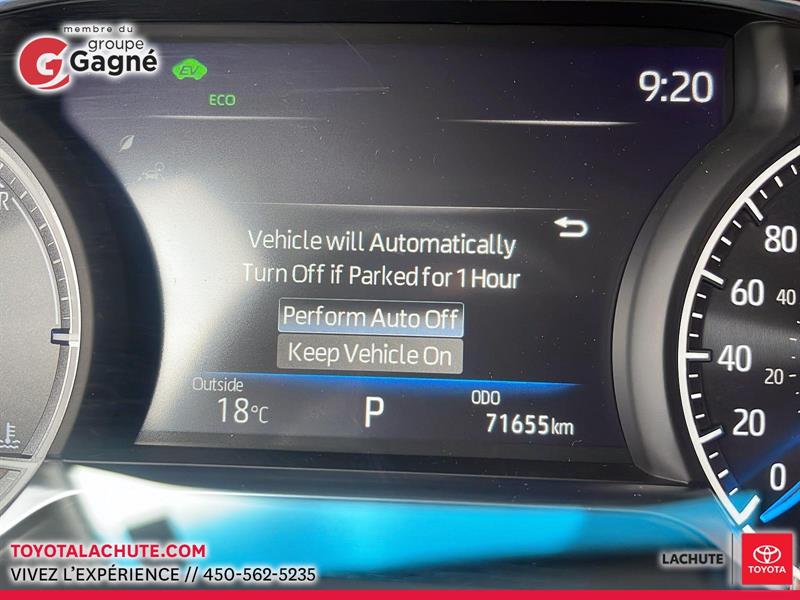 membre du
groupe
Gagné
G
EV
ECO
9:20
Vehicle will Automatically
Turn Off if Parked for 1 Hour
Perform Auto Off
Keep Vehicle On
Outside
18°C
P
ODO
71655km
80
60
40
40
20
20
0
TOYOTALACHUTE.COM
VIVEZ L'EXPÉRIENCE // 450-562-5235
LACHUTE
TOYOTA